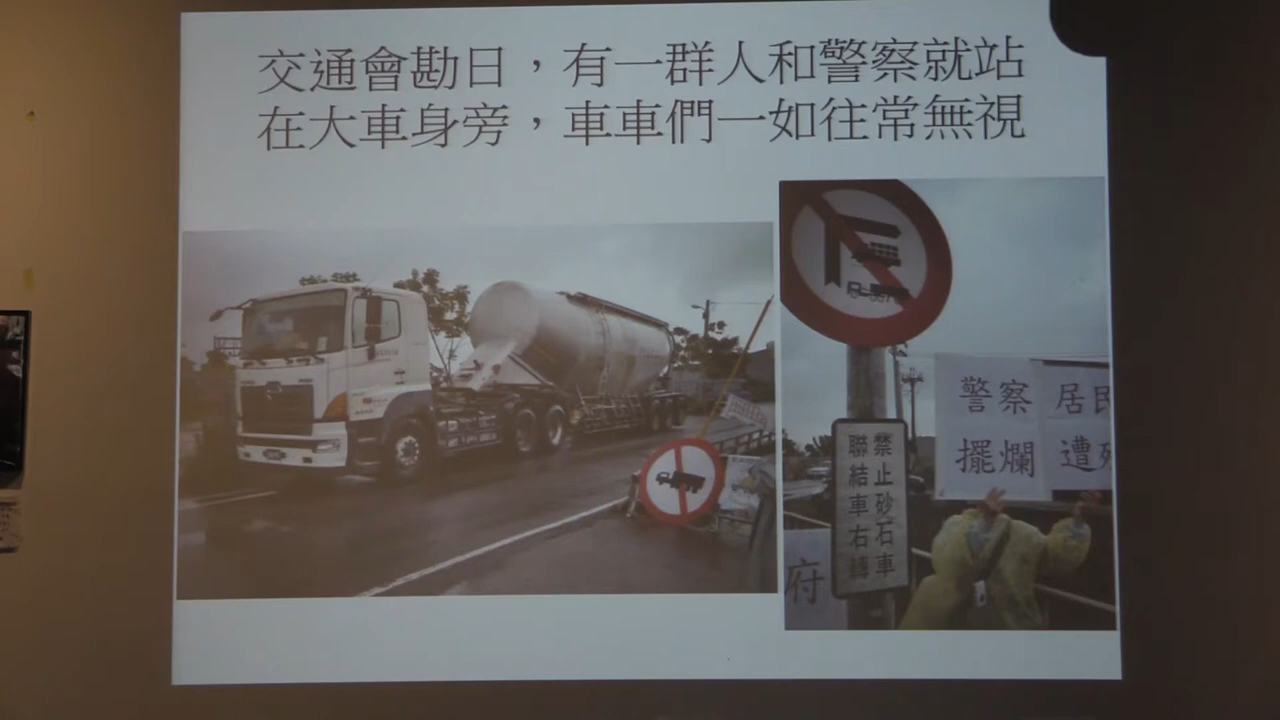 交通會勘日，有一群人和警察就站
在大車身旁，車車們一如往常無視
禁止砂石車
聯結車右轉
警察
擺爛
居民
遭
府